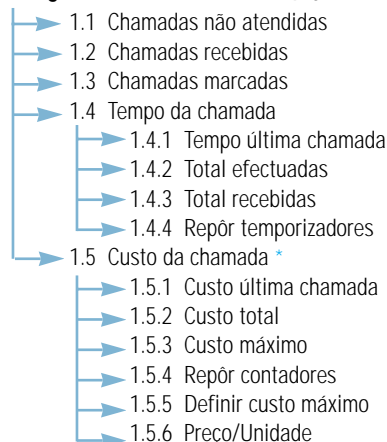 1.1 Chamadas não atendidas
1.2 Chamadas recebidas
1.3 Chamadas marcadas
1.4 Tempo da chamada
1.4.1 Tempo última chamada
1.4.2 Total efectuadas
1.4.3 Total recebidas
1.4.4 Repôr temporizadores
1.5 Custo da chamada *
1.5.1 Custo última chamada
1.5.2 Custo total
1.5.3 Custo máximo
1.5.4 Repôr contadores
1.5.5 Definir custo máximo
1.5.6 Preço/Unidade